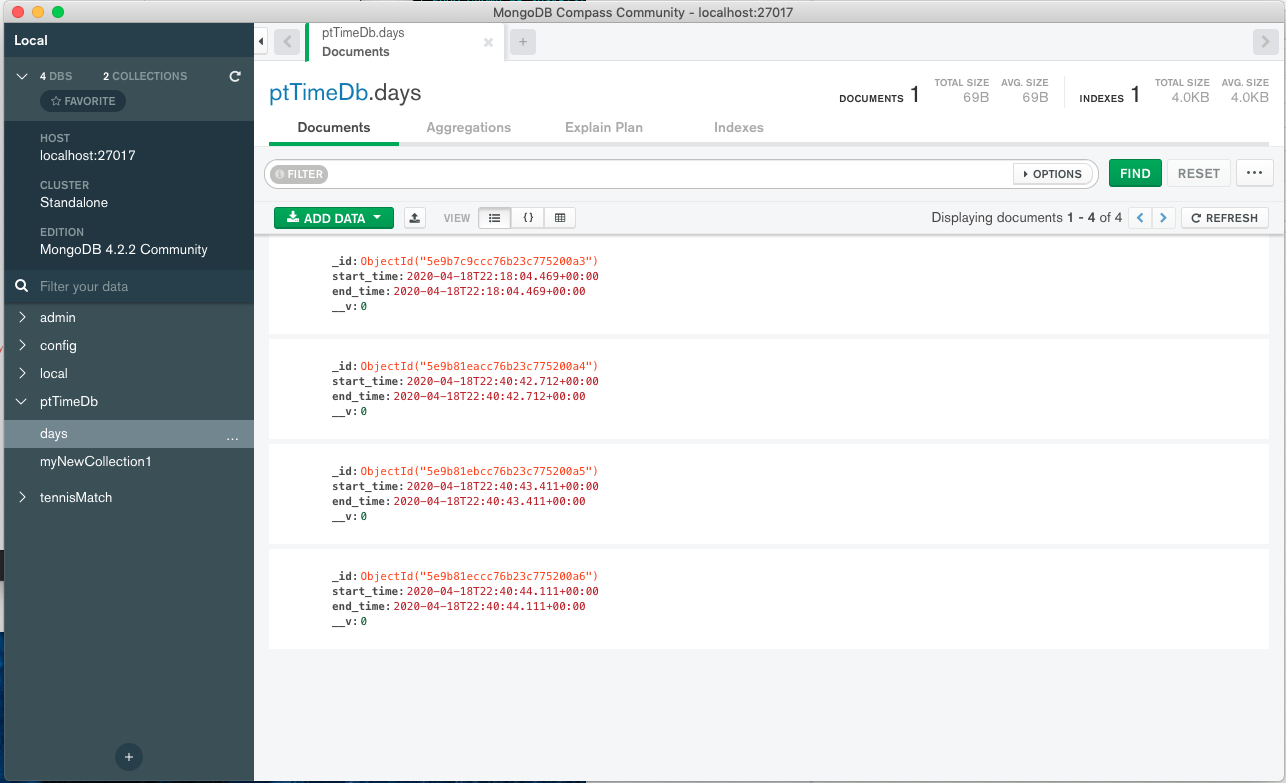 MongoDB Compass Community - localhost:27017
Local
4 DBS 2 COLLECTIONS
FAVORITE
HOST
localhost:27017
CLUSTER
Standalone
EDITION
MongoDB 4.2.2 Community
Filter your data
admin
config
local
ptTimeDb
days ...
myNewCollection1
tennisMatch
+
ptTimeDb.days
Documents
+
ptTimeDb.days
DOCUMENTS 1 TOTAL SIZE 69B AVG. SIZE 69B INDEXES 1 TOTAL SIZE 4.0KB AVG. SIZE 4.0KB
Documents Aggregations Explain Plan Indexes
FILTER OPTIONS FIND RESET ...
ADD DATA VIEW {} Displaying documents 1 - 4 of 4 REFRESH
_id: ObjectId("5e9b7c9ccc76b23c775200a3")
start_time: 2020-04-18T22:18:04.469+00:00
end_time: 2020-04-18T22:18:04.469+00:00
__v: 0
_id: ObjectId("5e9b81eacc76b23c775200a4")
start_time: 2020-04-18T22:40:42.712+00:00
end_time: 2020-04-18T22:40:42.712+00:00
__v: 0
_id: ObjectId("5e9b81ebcc76b23c775200a5")
start_time: 2020-04-18T22:40:43.411+00:00
end_time: 2020-04-18T22:40:43.411+00:00
__v: 0
_id: ObjectId("5e9b81eccc76b23c775200a6")
start_time: 2020-04-18T22:40:44.111+00:00
end_time: 2020-04-18T22:40:44.111+00:00
__v: 0